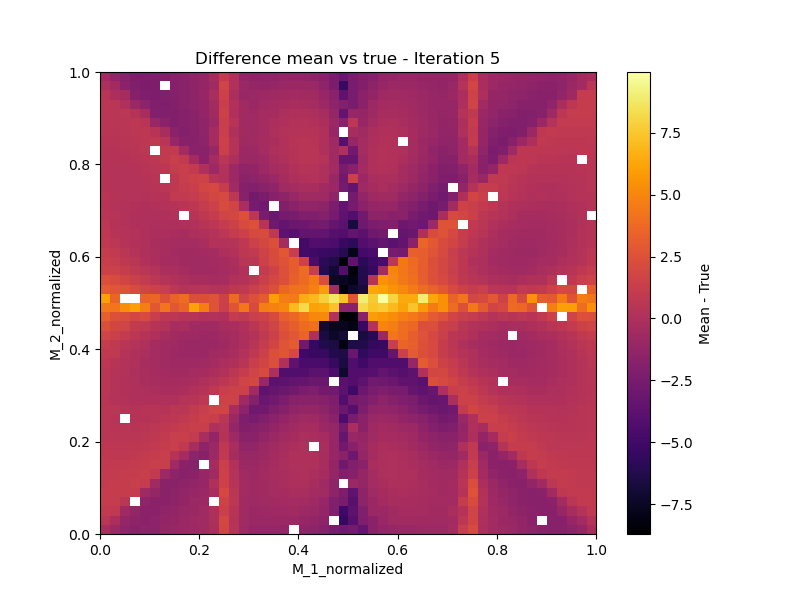 Difference mean vs true - Iteration 5
1.0
0.8
0.6
0.4
0.2
0.0
M_2_normalized
0.0 0.2 0.4 0.6 0.8 1.0
M_1_normalized
7.5
5.0
2.5
0.0
−2.5
−5.0
−7.5
Mean - True